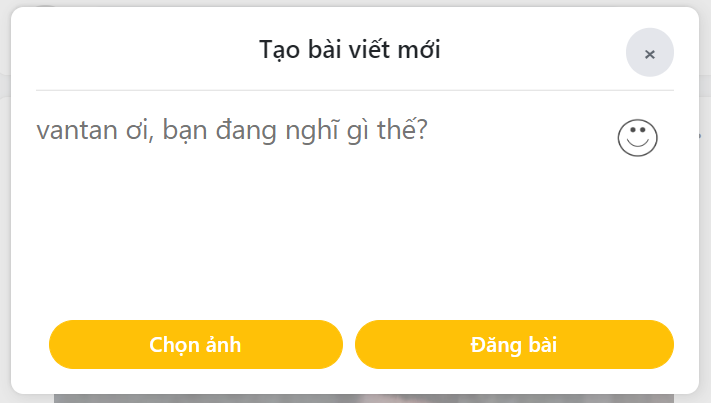 Tạo bài viết mới
×
vantan ơi, bạn đang nghĩ gì thế?
Chọn ảnh
Đăng bài